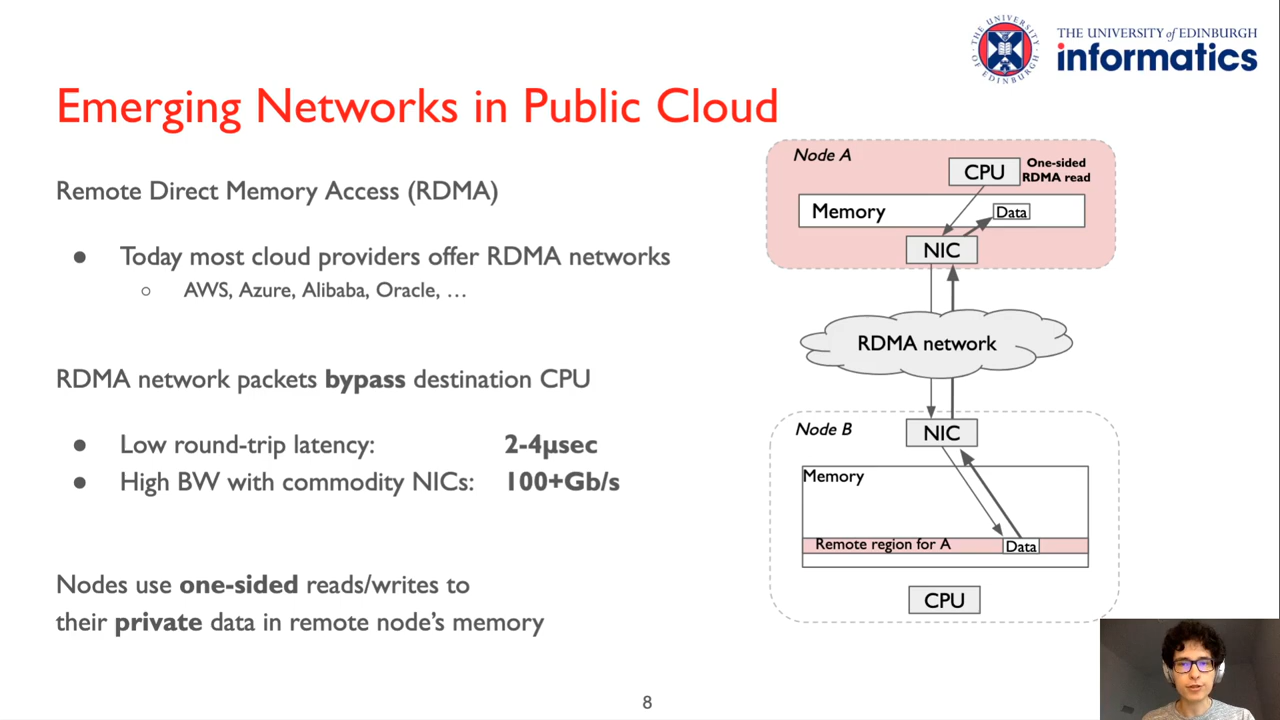 THE UNIVERSITY of EDINBURGH
informatics
THE UNIVERSITY OF EDINBURGH
Emerging Networks in Public Cloud
Remote Direct Memory Access (RDMA)
● Today most cloud providers offer RDMA networks
○ AWS, Azure, Alibaba, Oracle, …
RDMA network packets bypass destination CPU
● Low round-trip latency: 2-4μsec
● High BW with commodity NICs: 100+Gb/s
Nodes use one-sided reads/writes to
their private data in remote node’s memory
Node A
CPU
One-sided
RDMA read
Memory
Data
NIC
RDMA network
Node B
NIC
Memory
Remote region for A
Data
CPU
8